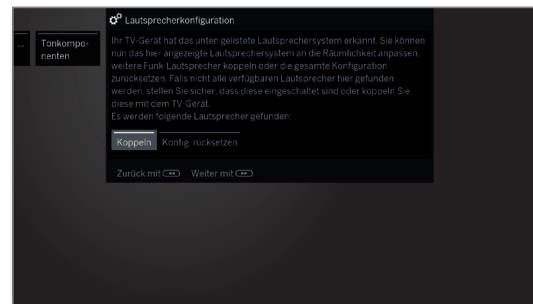 Lautsprecherkonfiguration
... Tonkompo-
nenten
Ihr TV-Gerät hat das unten gelistete Lautsprechersystem erkannt. Sie können
nun das hier angezeigte Lautsprechersystem an die Räumlichkeit anpassen,
weitere Funk-Lautsprecher koppeln oder die gesamte Konfiguration
zurücksetzen. Falls nicht alle verfügbaren Lautsprecher hier gefunden
werden, stellen Sie sicher, dass diese eingeschaltet sind oder koppeln Sie
diese mit dem TV-Gerät.
Es werden folgende Lautsprecher gefunden:
Koppeln Konfig. rücksetzen
Zurück mit Weiter mit